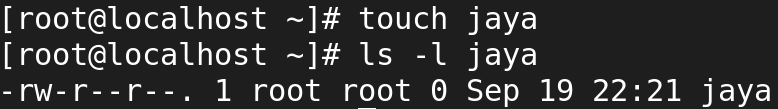 [root@localhost ~]# touch jaya
[root@localhost ~]# ls -l jaya
-rw-r--r--. 1 root root 0 Sep 19 22:21 jaya